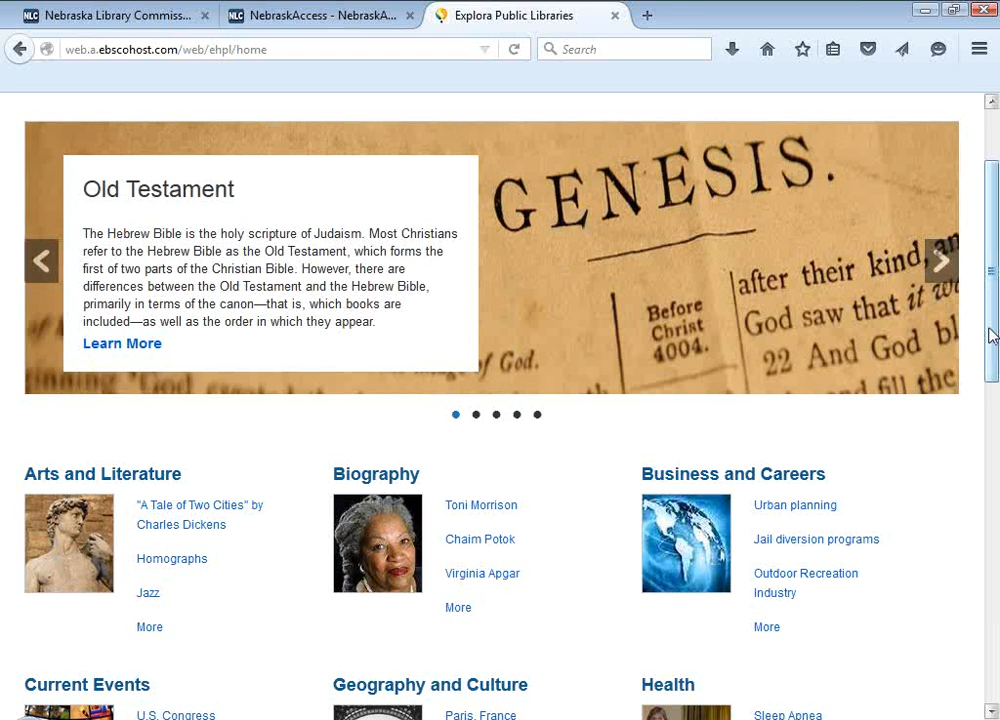 Nebraska Library Commiss...
NebraskAccess - NebraskA...
Explora Public Libraries
web.a.ebscohost.com/web/ehpl/home
Search
GENESIS.
Old Testament
The Hebrew Bible is the holy scripture of Judaism. Most Christians
refer to the Hebrew Bible as the Old Testament, which forms the
first of two parts of the Christian Bible. However, there are
differences between the Old Testament and the Hebrew Bible,
primarily in terms of the canon—that is, which books are
included—as well as the order in which they appear.
Learn More
Before
Christ
4004.
after their kind, an
God saw that it w
22 And God bl
and fill the
of God.
Arts and Literature
"A Tale of Two Cities" by
Charles Dickens
Homographs
Jazz
More
Biography
Toni Morrison
Chaim Potok
Virginia Apgar
More
Business and Careers
Urban planning
Jail diversion programs
Outdoor Recreation
Industry
More
Current Events
U.S. Congress
Geography and Culture
Paris, France
Health
Sleep Apnea